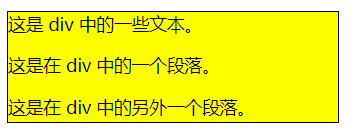 这是 div 中的一些文本。
这是在 div 中的一个段落。
这是在 div 中的另外一个段落。